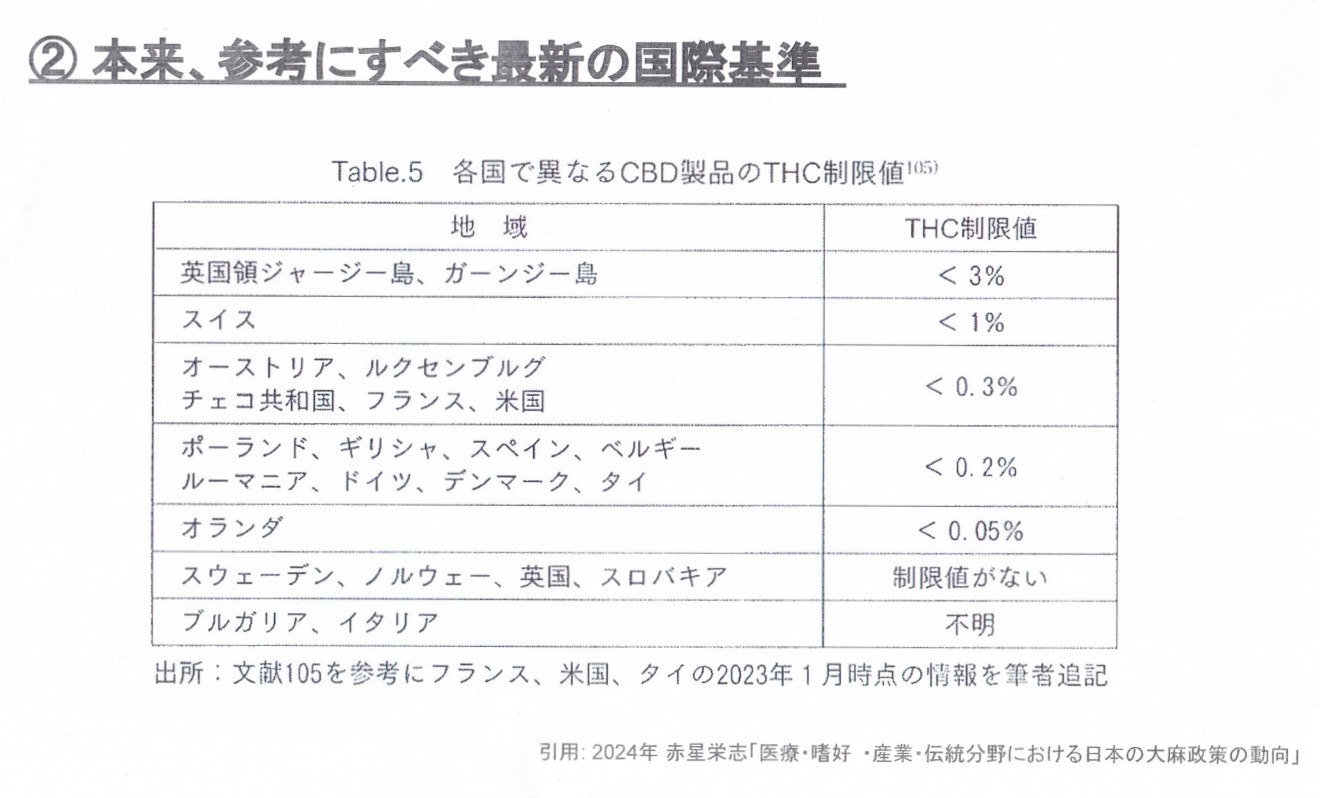 ② 本来、参考にすべき最新の国際基準
Table.5 各国で異なるCBD製品のTHC制限値105)
地 域 THC制限値
英国領ジャージー島、ガーンジー島 < 3%
スイス < 1%
オーストリア、ルクセンブルグ
チェコ共和国、フランス、米国 < 0.3%
ポーランド、ギリシャ、スペイン、ベルギー
ルーマニア、ドイツ、デンマーク、タイ < 0.2%
オランダ < 0.05%
スウェーデン、ノルウェー、英国、スロバキア 制限値がない
ブルガリア、イタリア 不明
出所：文献105を参考にフランス、米国、タイの2023年1月時点の情報を筆者追記
引用: 2024年 赤星栄志「医療・嗜好 ・産業・伝統分野における日本の大麻政策の動向」